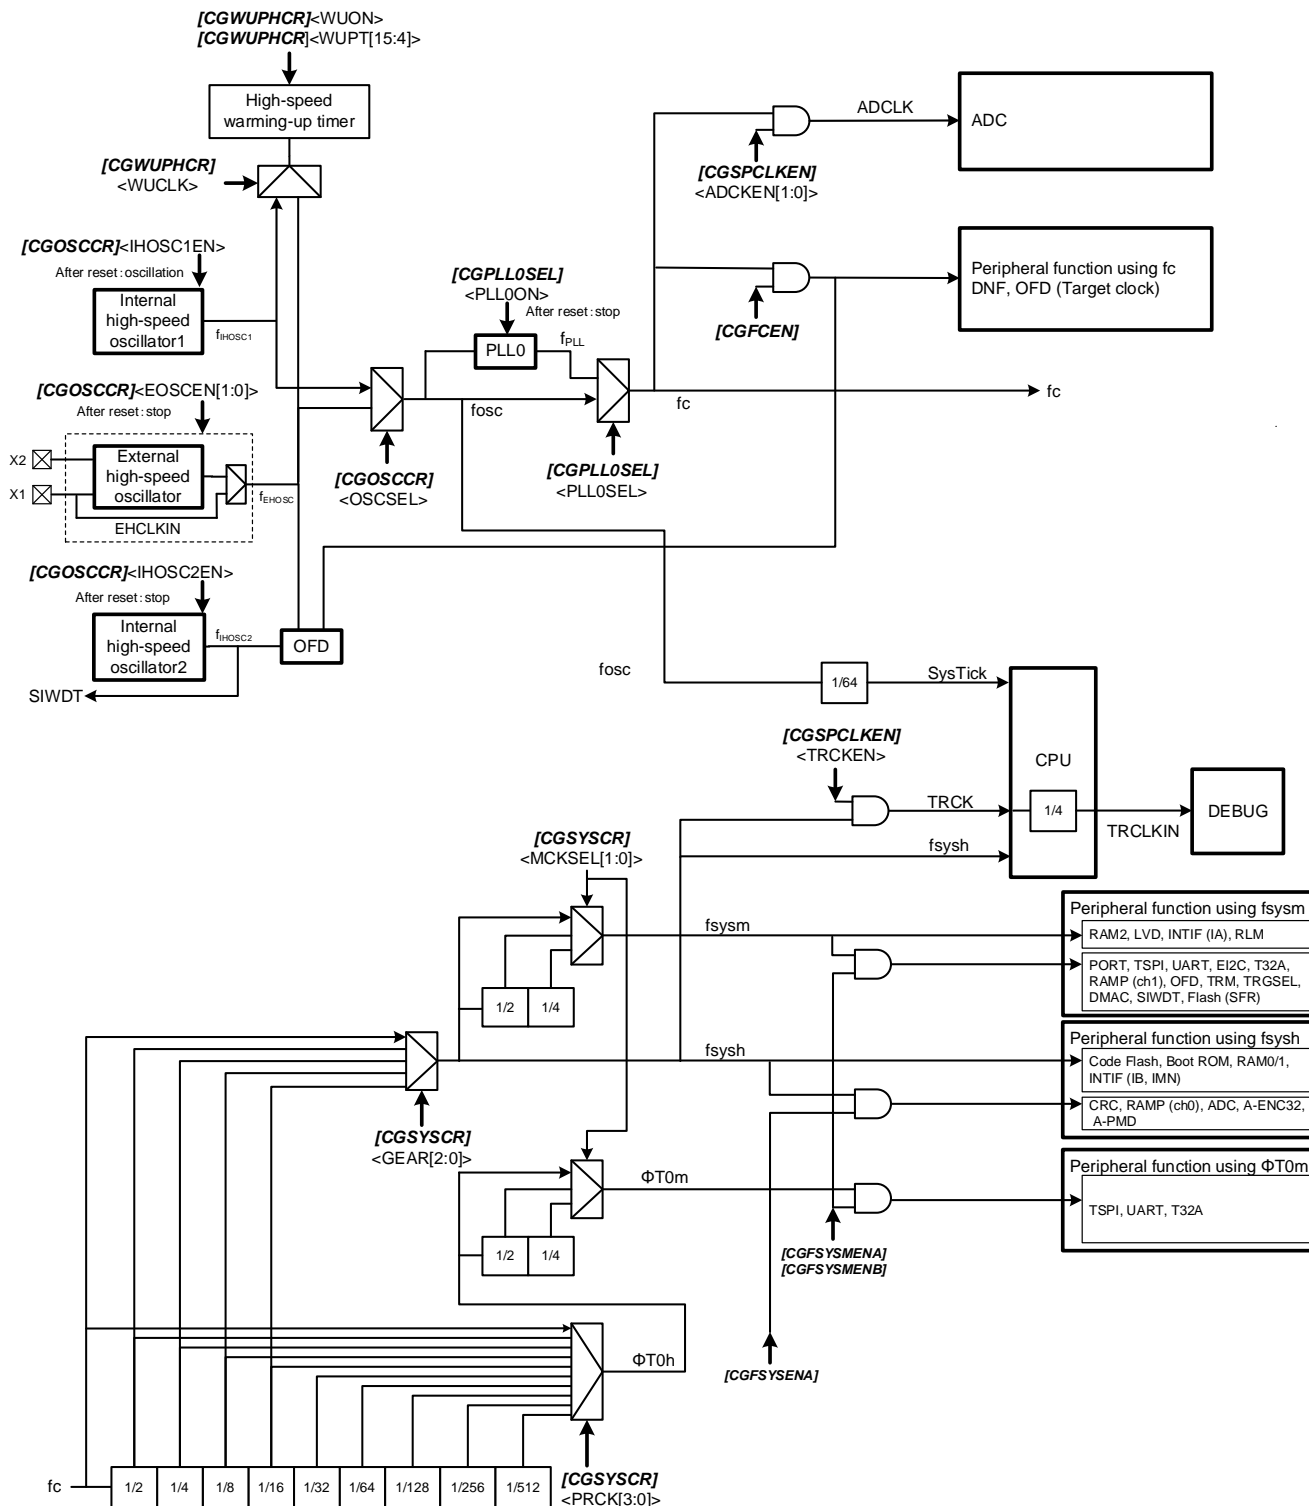 [CGWUPHCR]<WUON>
[CGWUPHCR]<WUPT[15:4]>
High-speed
warming-up timer
[CGWUPHCR]
<WUCLK>
ADCLK
ADC
[CGSPCLKEN]
<ADCKEN[1:0]>
[CGOSCCR]<IHOSC1EN>
After reset : oscillation
Internal
high-speed
oscillator1
fIHOSC1
[CGPLL0SEL]
<PLL0ON>
After reset : stop
PLL0
fPLL
Peripheral function using fc
DNF, OFD (Target clock)
[CGFCEN]
[CGOSCCR]<EOSCEN[1:0]>
After reset : stop
fosc
fc
fc
X2
External
high-speed
oscillator
X1
EHCLKIN
fEHOSC
[CGOSCCR]
<OSCSEL>
[CGPLL0SEL]
<PLL0SEL>
[CGOSCCR]<IHOSC2EN>
After reset : stop
Internal
high-speed
oscillator2
fIHOSC2
OFD
SIWDT
fosc
1/64
SysTick
[CGSPCLKEN]
<TRCKEN>
CPU
TRCK
1/4
TRCLKIN
DEBUG
fsysh
[CGSYSCR]
<MCKSEL[1:0]>
fsysm
1/2
1/4
Peripheral function using fsysm
RAM2, LVD, INTIF (IA), RLM
PORT, TSPI, UART, EI2C, T32A,
RAMP (ch1), OFD, TRM, TRGSEL,
DMAC, SIWDT, Flash (SFR)
fsysh
Peripheral function using fsysh
Code Flash, Boot ROM, RAM0/1,
INTIF (IB, IMN)
CRC, RAMP (ch0), ADC, A-ENC32,
A-PMD
[CGSYSCR]
<GEAR[2:0]>
ΦT0m
1/2
1/4
Peripheral function using ΦT0m
TSPI, UART, T32A
[CGFSYSMENA]
[CGFSYSMENB]
ΦT0h
[CGFSYSENA]
fc
1/2
1/4
1/8
1/16
1/32
1/64
1/128
1/256
1/512
[CGSYSCR]
<PRCK[3:0]>